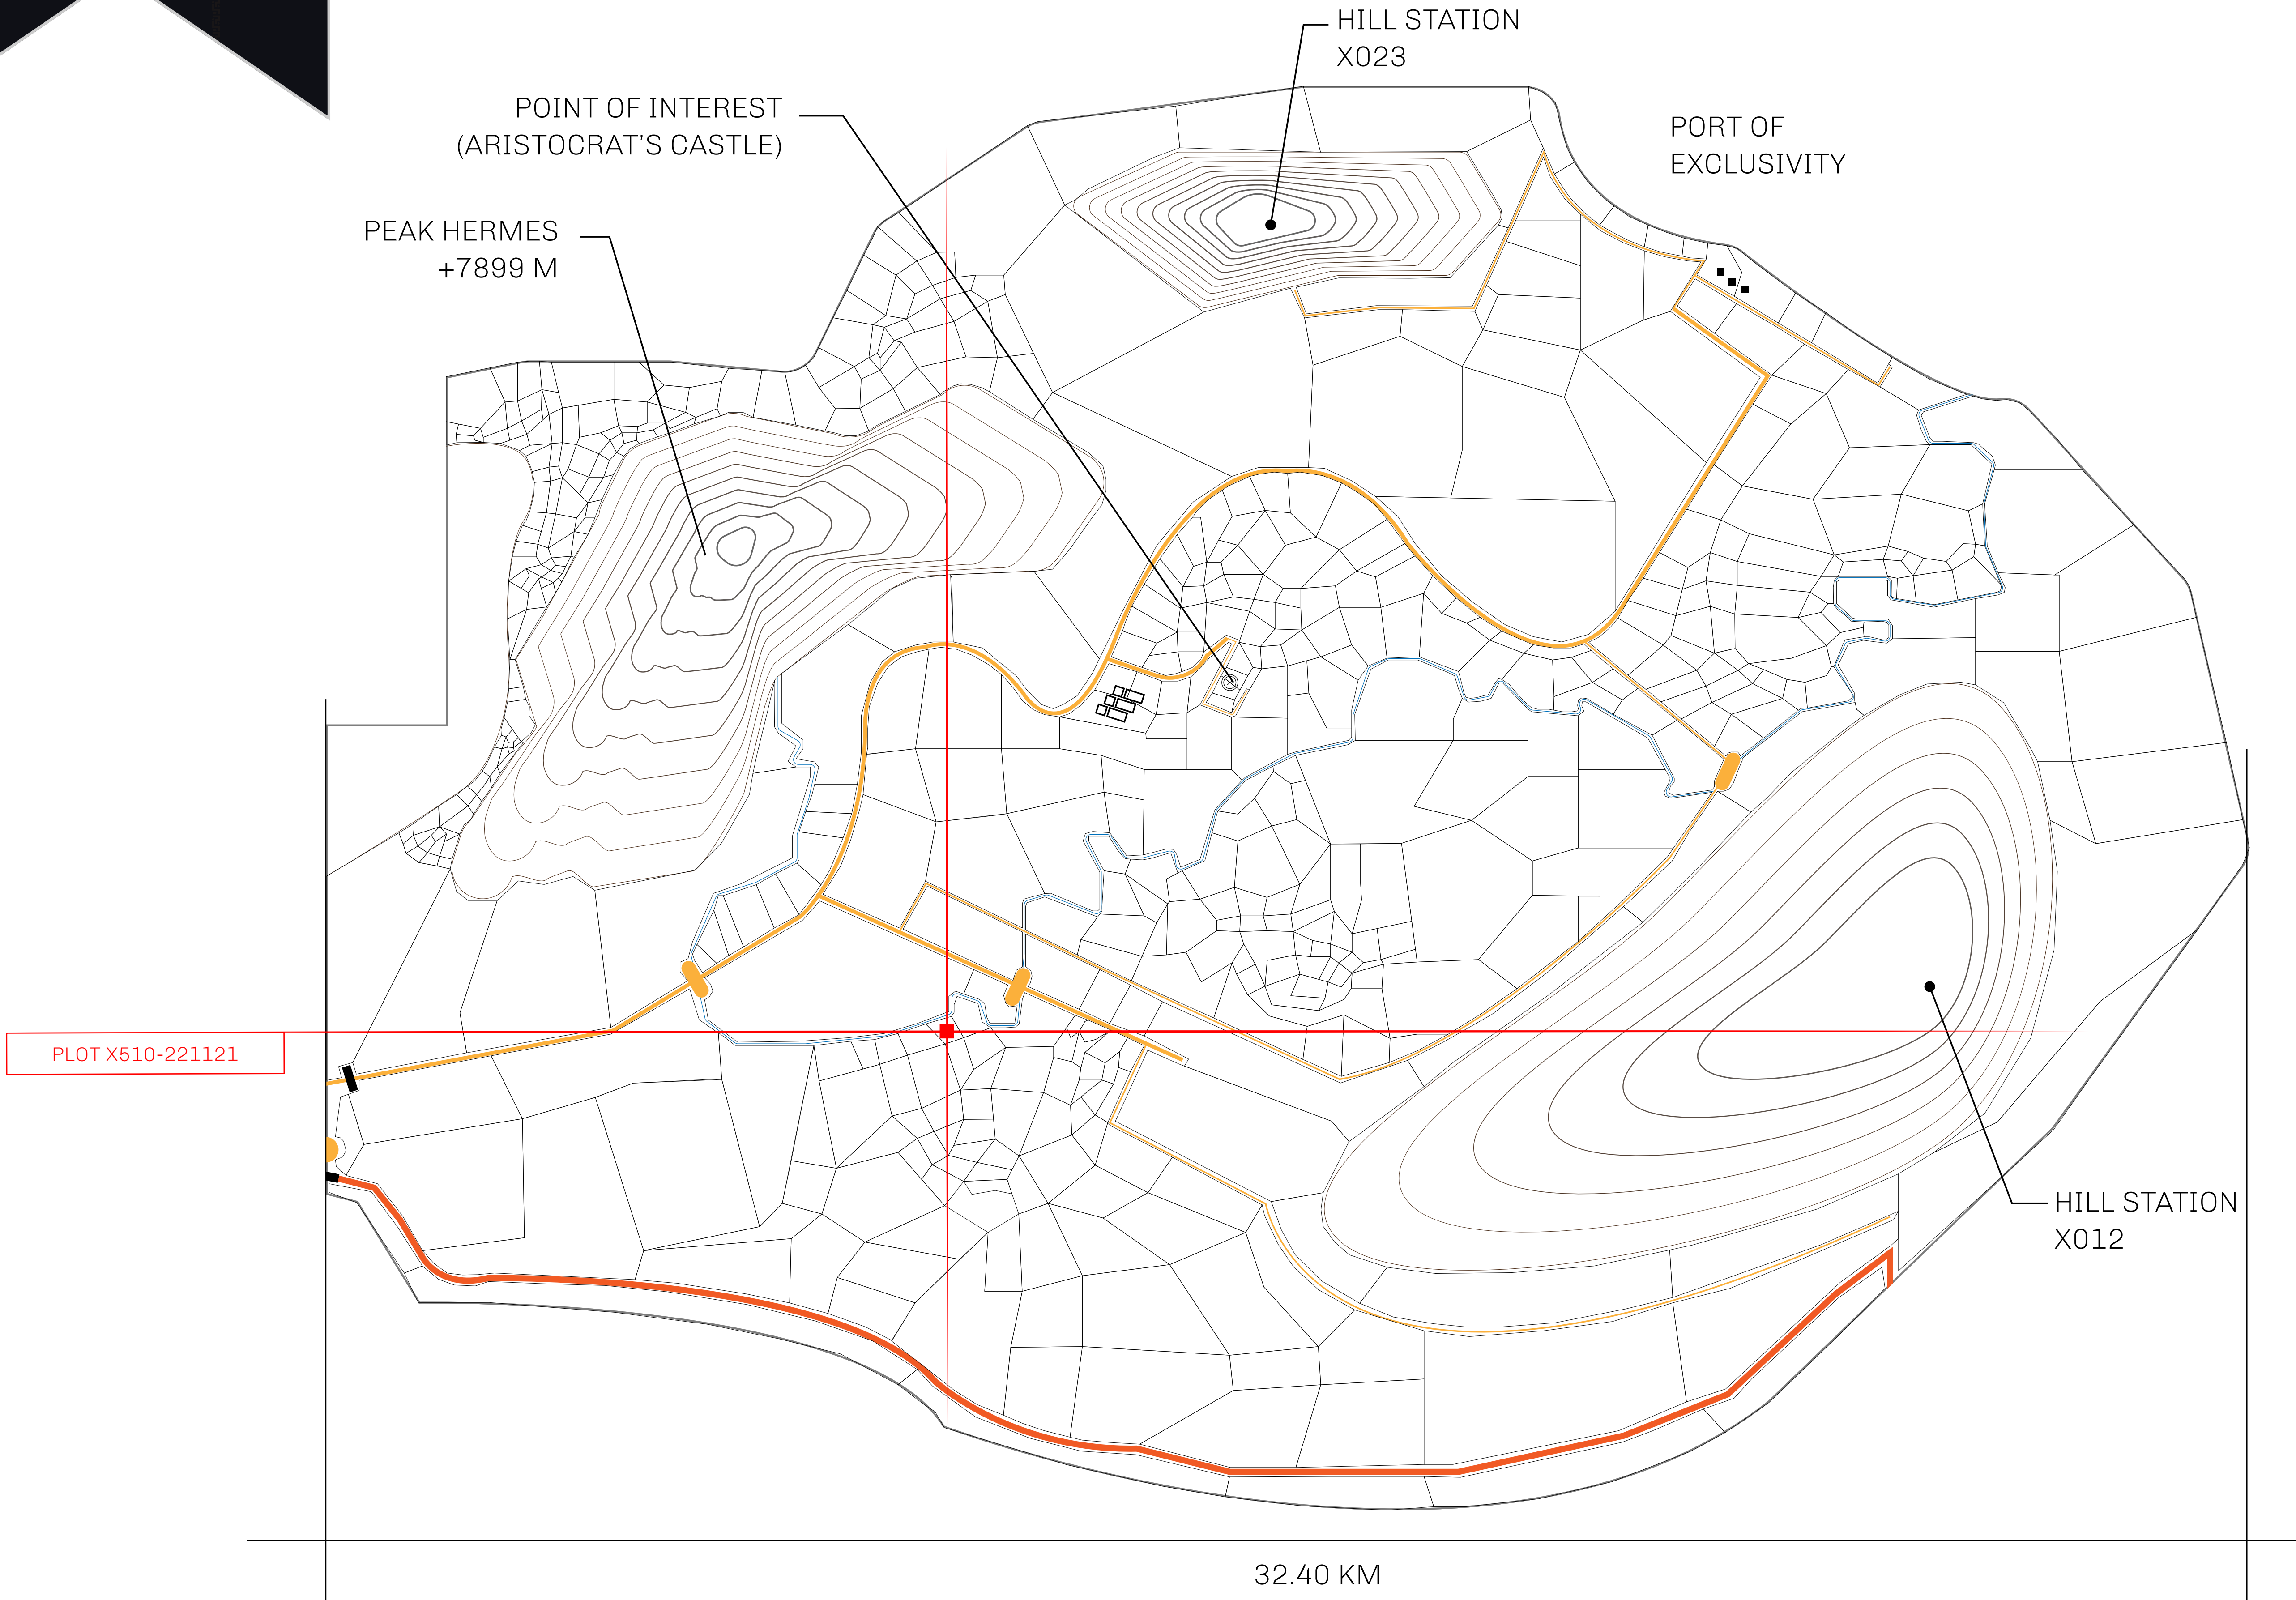 HILL STATION
X023
POINT OF INTEREST
(ARISTOCRAT'S CASTLE)
PORT OF
EXCLUSIVITY
PEAK HERMES
+7899 M
PLOT X510-221121
HILL STATION
X012
32.40 KM